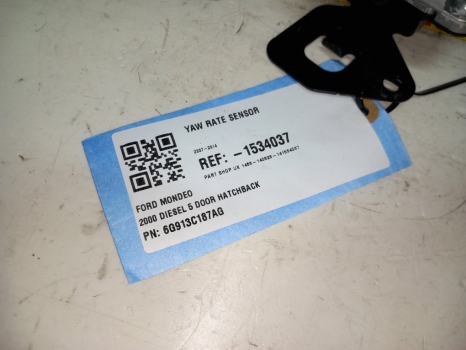 YAW RATE SENSOR
2007-2014
REF: -1534037
FORD MONDEO
2000 DIESEL 5 DOOR HATCHBACK
PN: 6G913C187AG